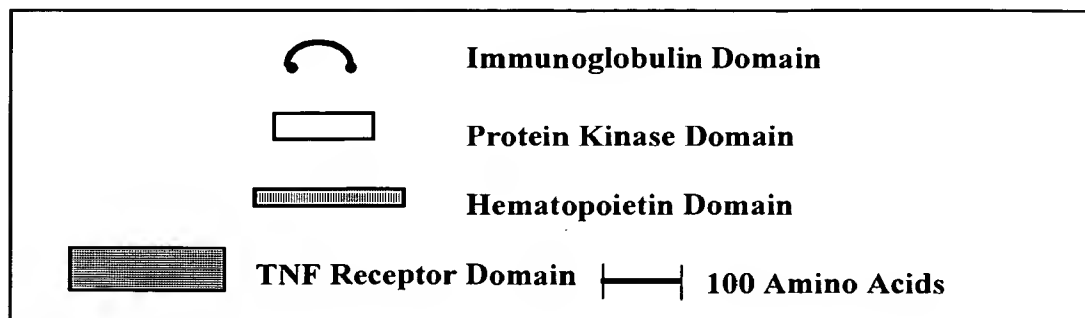 Immunoglobulin Domain
Protein Kinase Domain
Hematopoietin Domain
TNF Receptor Domain 100 Amino Acids